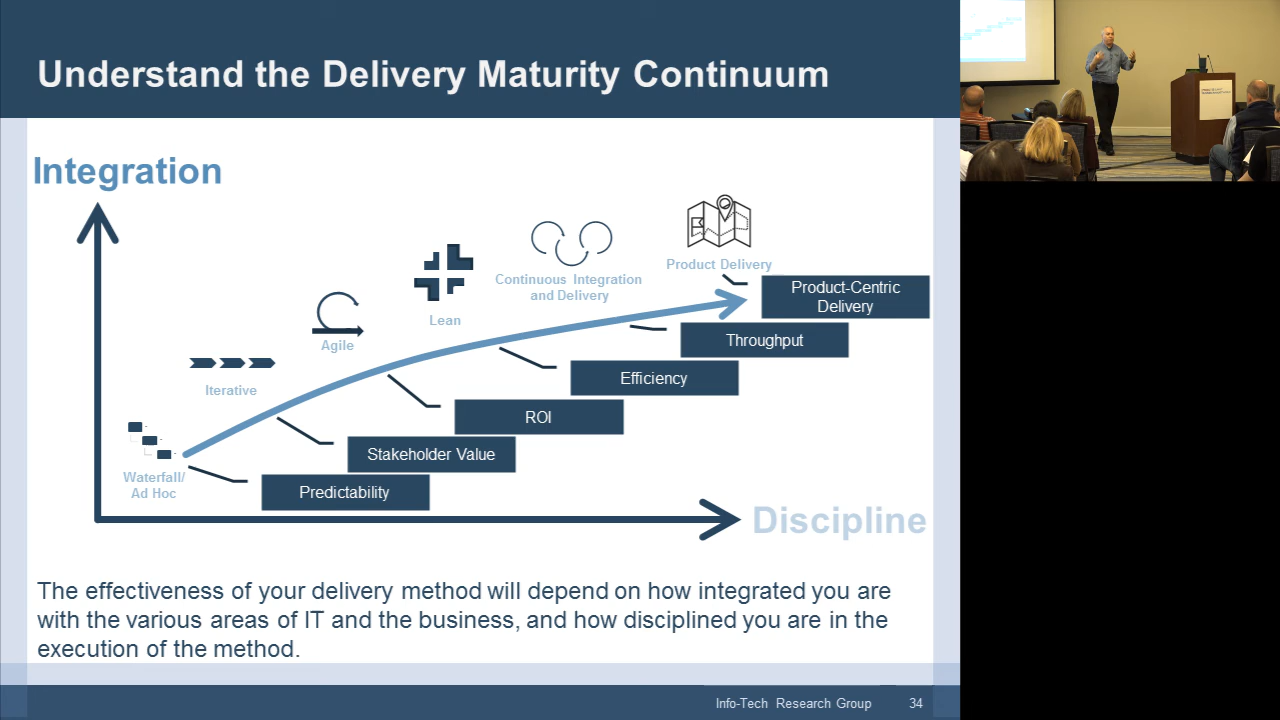 Understand the Delivery Maturity Continuum
Integration
Product Delivery
Continuous Integration
and Delivery
Product-Centric
Delivery
Lean
Agile
Throughput
Efficiency
Iterative
ROI
Stakeholder Value
Waterfall/
Ad Hoc
Predictability
Discipline
The effectiveness of your delivery method will depend on how integrated you are
with the various areas of IT and the business, and how disciplined you are in the
execution of the method.
Info-Tech Research Group 34